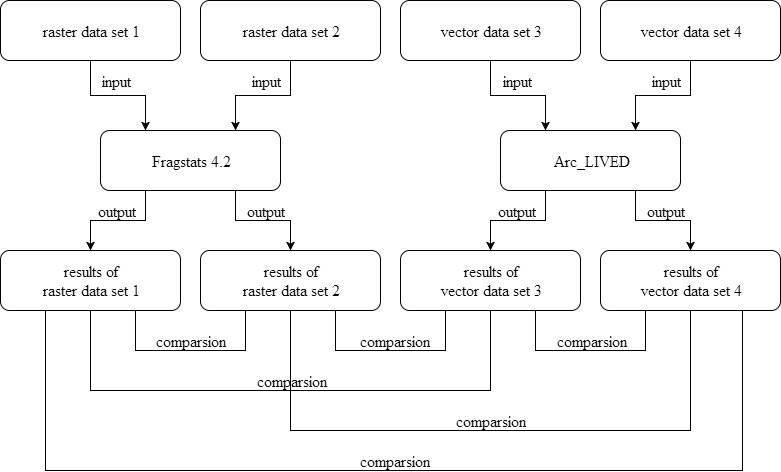 raster data set 1
raster data set 2
vector data set 3
vector data set 4
input
input
input
input
Fragstats 4.2
Arc_LIVED
output
output
output
output
results of
raster data set 1
results of
raster data set 2
results of
vector data set 3
results of
vector data set 4
comparsion
comparsion
comparsion
comparsion
comparsion
comparsion